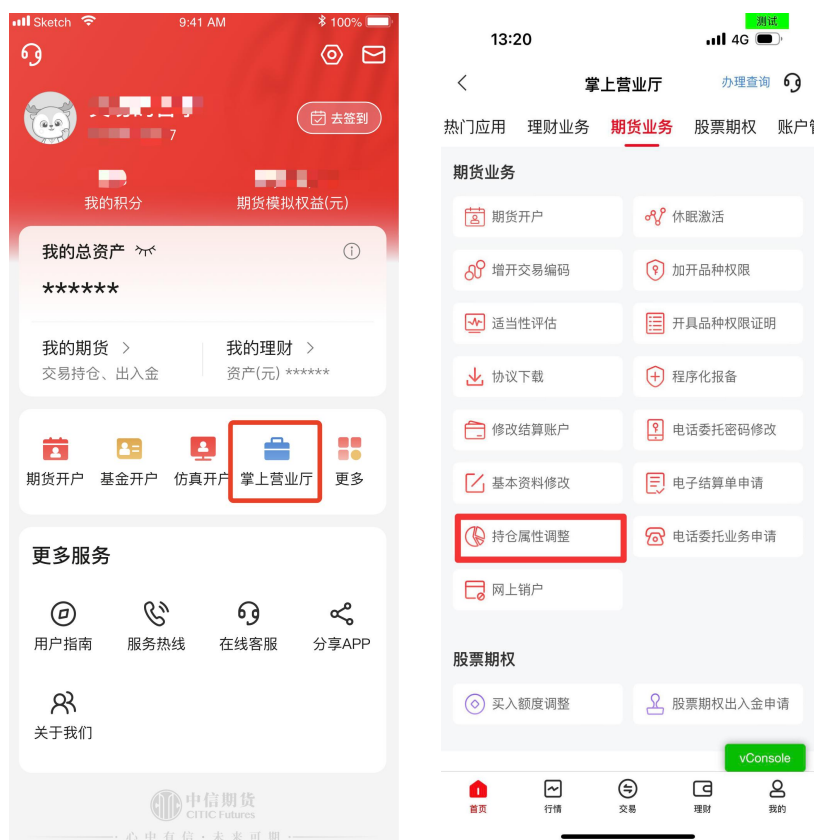 Sketch
9:41 AM
100%
7
去签到
我的积分
期货模拟权益(元)
我的总资产
******
我的期货
交易持仓、出入金
我的理财
资产(元) ******
期货开户
基金开户
仿真开户
掌上营业厅
更多
更多服务
用户指南
服务热线
在线客服
分享APP
关于我们
中信期货
CITIC Futures
心中有信·未来可期
测试
13:20
4G
掌上营业厅
办理查询
热门应用
理财业务
期货业务
股票期权
账户
期货业务
期货开户
休眠激活
增开交易编码
加开品种权限
适当性评估
开具品种权限证明
协议下载
程序化报备
修改结算账户
电话委托密码修改
基本资料修改
电子结算单申请
持仓属性调整
电话委托业务申请
网上销户
股票期权
买入额度调整
股票期权出入金申请
vConsole
首页
行情
交易
理财
我的